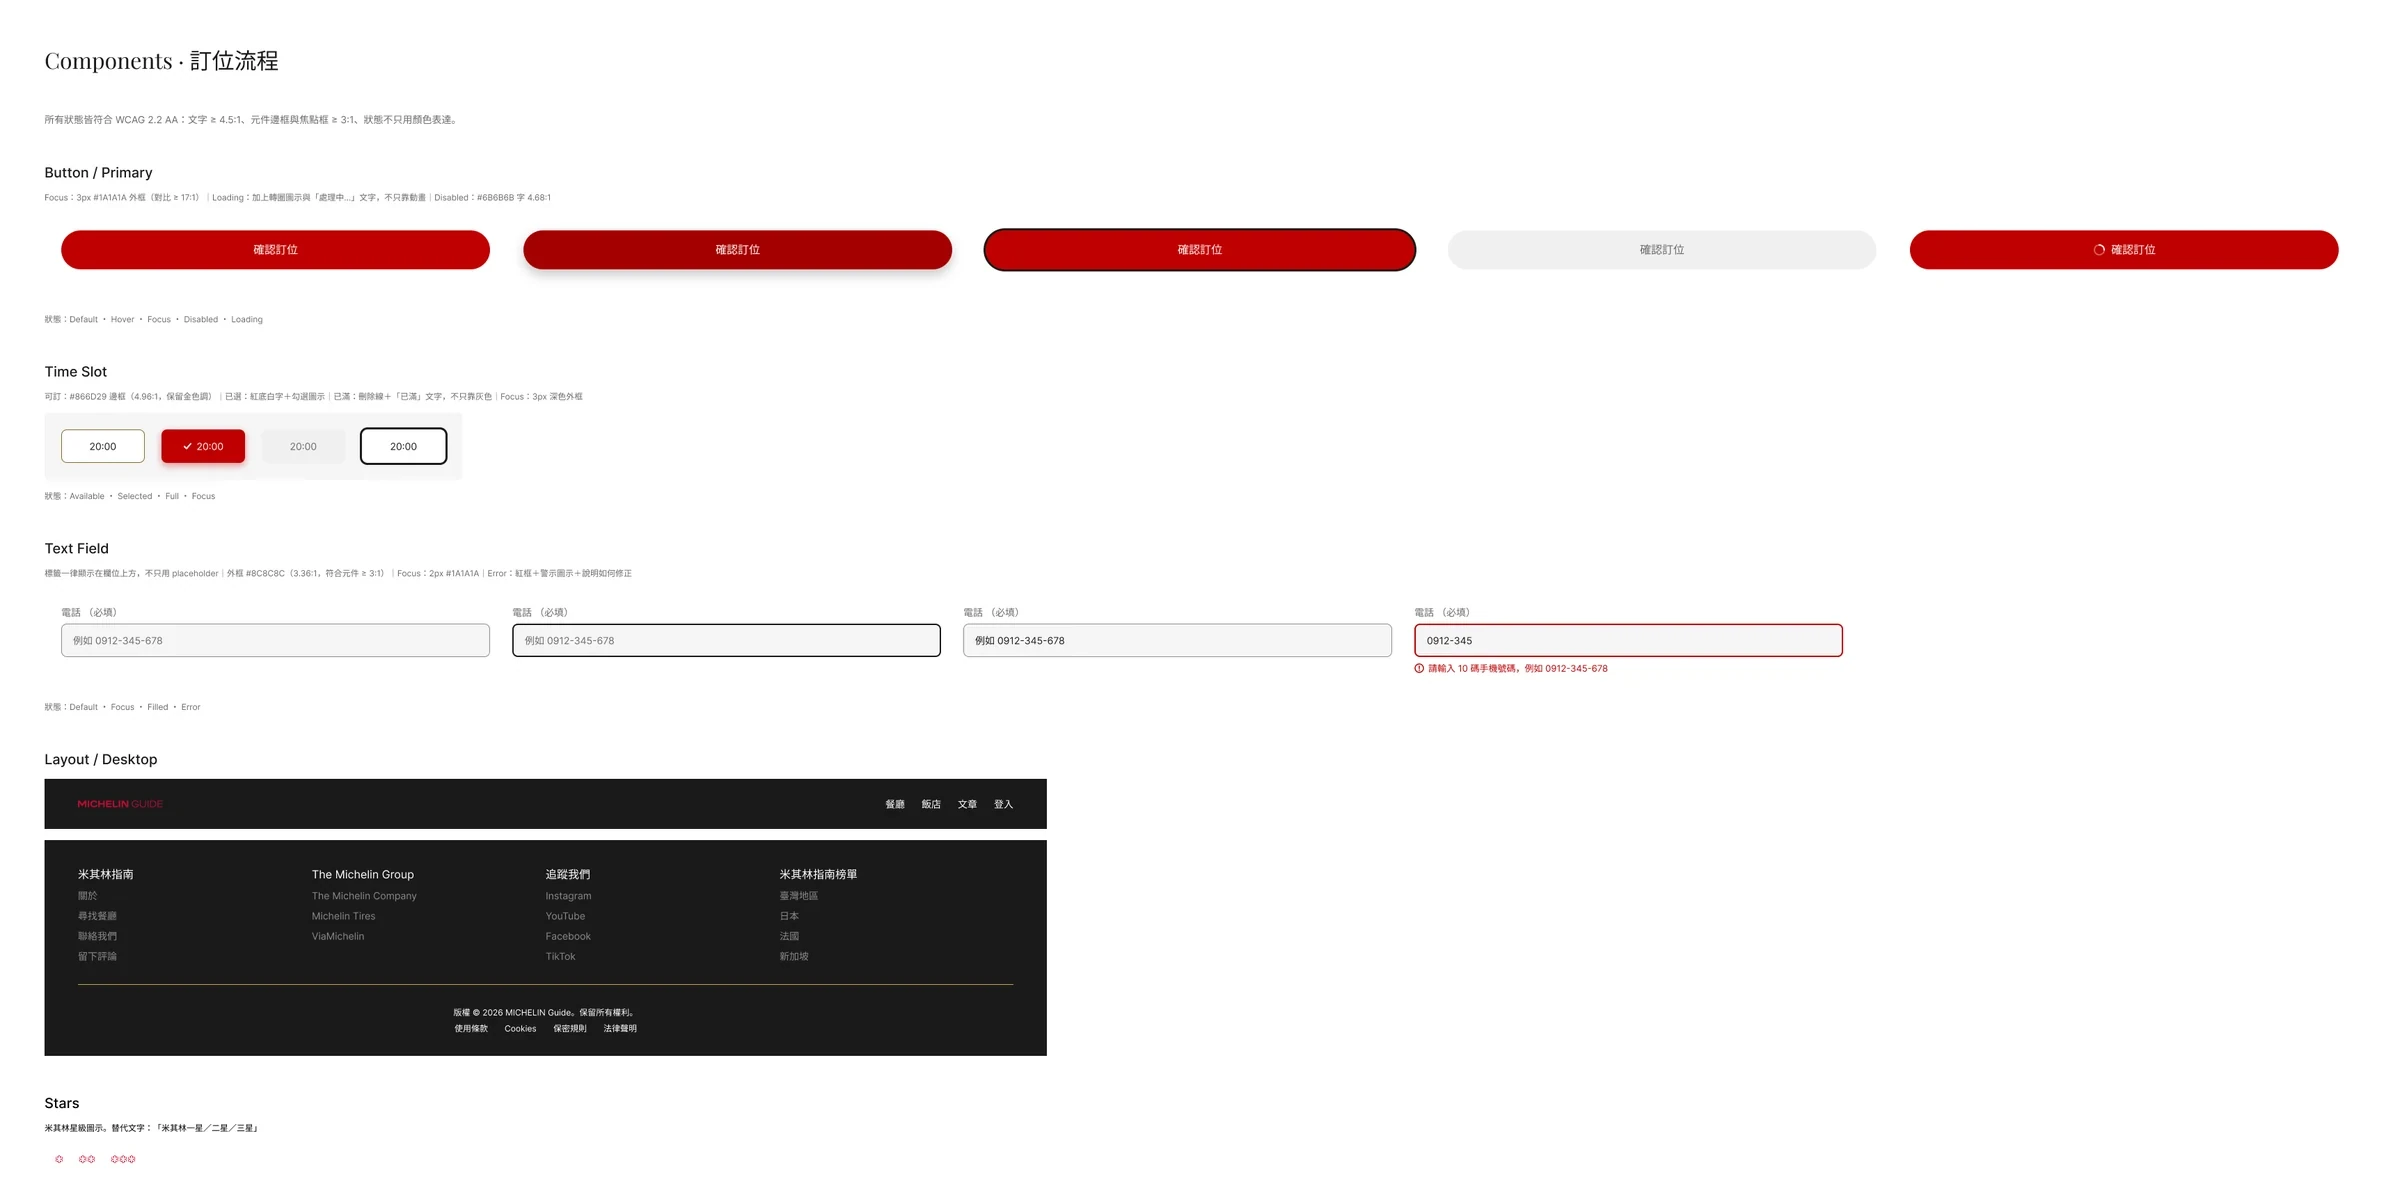 Components · 訂位流程
所有狀態皆符合 WCAG 2.2 AA：文字 ≥ 4.5:1、元件邊框與焦點框 ≥ 3:1、狀態不只用顏色表達。
Button / Primary
Focus：3px #1A1A1A 外框（對比 ≥ 17:1）｜Loading：加上轉圈圖示與「處理中…」文字，不只靠動畫｜Disabled：#6B6B6B 字 4.68:1
確認訂位
確認訂位
確認訂位
確認訂位
確認訂位
狀態：Default ・ Hover ・ Focus ・ Disabled ・ Loading
Time Slot
可訂：#866D29 邊框（4.96:1，保留金色調）｜已選：紅底白字＋勾選圖示｜已滿：刪除線＋「已滿」文字，不只靠灰色｜Focus：3px 深色外框
20:00
20:00
20:00
20:00
狀態：Available ・ Selected ・ Full ・ Focus
Text Field
標籤一律顯示在欄位上方，不只用 placeholder｜外框 #8C8C8C（3.36:1，符合元件 ≥ 3:1）｜Focus：2px #1A1A1A｜Error：紅框＋警示圖示＋說明如何修正
電話 （必填）
例如 0912-345-678
電話 （必填）
例如 0912-345-678
電話 （必填）
例如 0912-345-678
電話 （必填）
0912-345
請輸入 10 碼手機號碼，例如 0912-345-678
狀態：Default ・ Focus ・ Filled ・ Error
Layout / Desktop
MICHELIN GUIDE
餐廳 飯店 文章 登入
米其林指南
關於
尋找餐廳
聯絡我們
留下評論
The Michelin Group
The Michelin Company
Michelin Tires
ViaMichelin
追蹤我們
Instagram
YouTube
Facebook
TikTok
米其林指南榜單
臺灣地區
日本
法國
新加坡
版權 © 2026 MICHELIN Guide。保留所有權利。
使用條款 Cookies 保密規則 法律聲明
Stars
米其林星級圖示。替代文字：「米其林一星／二星／三星」